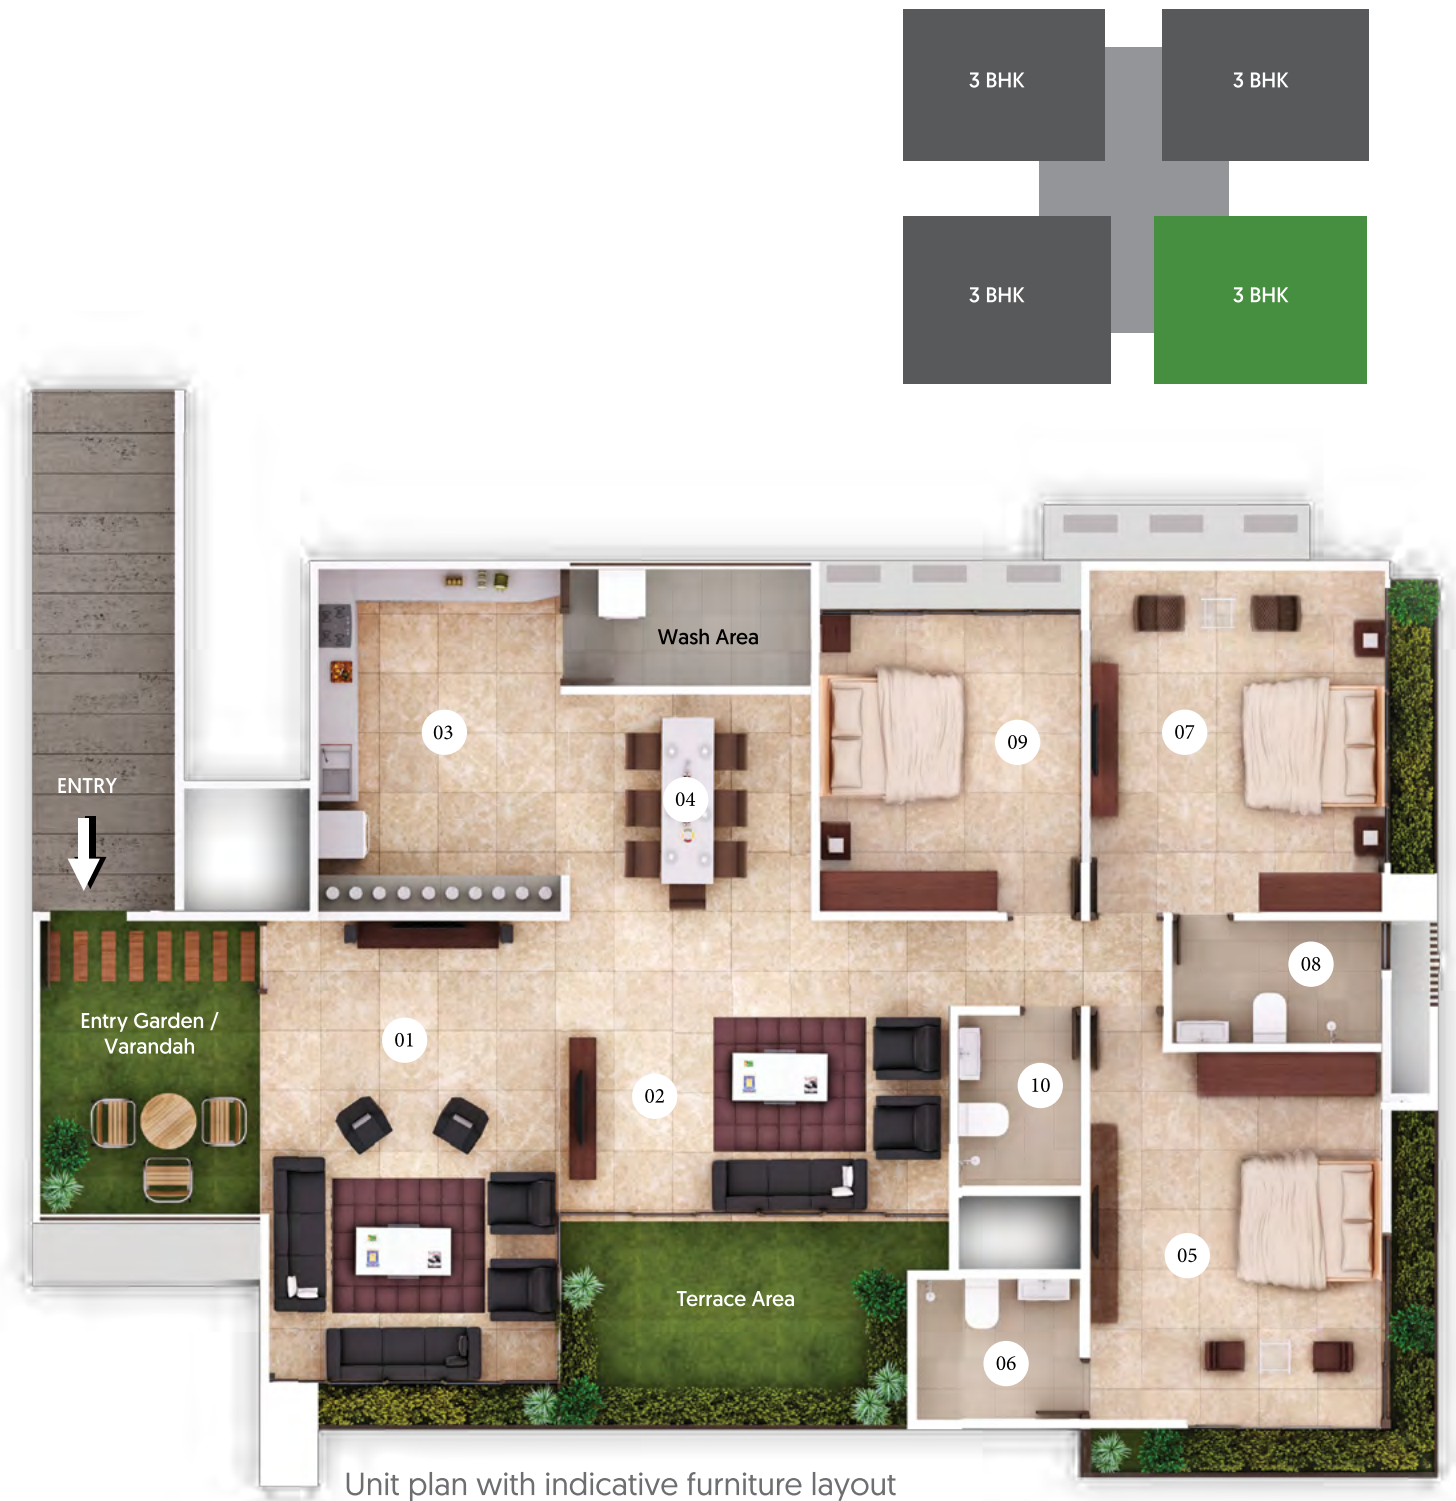 3 BHK
3 BHK
3 BHK
3 BHK
ENTRY
Wash Area
03
04
09
07
08
Entry Garden /
Varandah
01
02
10
05
Terrace Area
06
Unit plan with indicative furniture layout